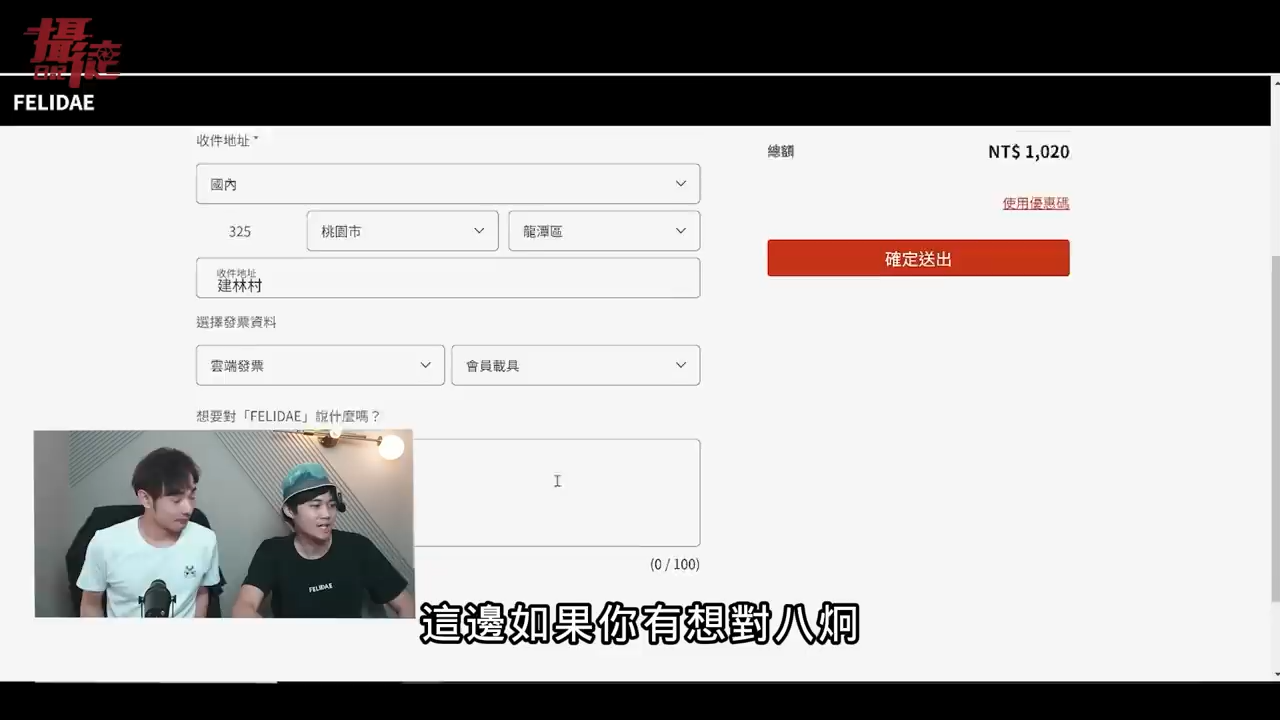 攝徒
日記
FELIDAE
收件地址 *
國內
325
桃園市
龍潭區
收件地址
建林村
選擇發票資料
雲端發票
會員載具
想要對「FELIDAE」說什麼嗎？
(0 / 100)
總額
NT$ 1,020
使用優惠碼
確定送出
FELIDAE
這邊如果你有想對八炯